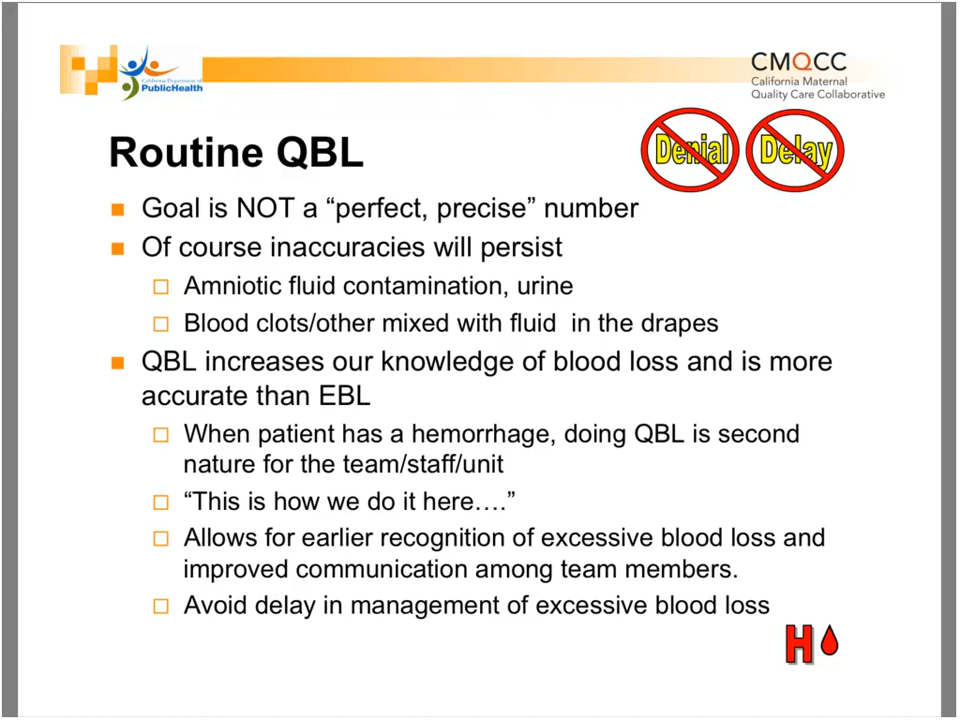 California Department of
PublicHealth
CMQCC
California Maternal
Quality Care Collaborative
Denial
Delay
Routine QBL
Goal is NOT a “perfect, precise” number
Of course inaccuracies will persist
Amniotic fluid contamination, urine
Blood clots/other mixed with fluid in the drapes
QBL increases our knowledge of blood loss and is more
accurate than EBL
When patient has a hemorrhage, doing QBL is second
nature for the team/staff/unit
“This is how we do it here….”
Allows for earlier recognition of excessive blood loss and
improved communication among team members.
Avoid delay in management of excessive blood loss
H